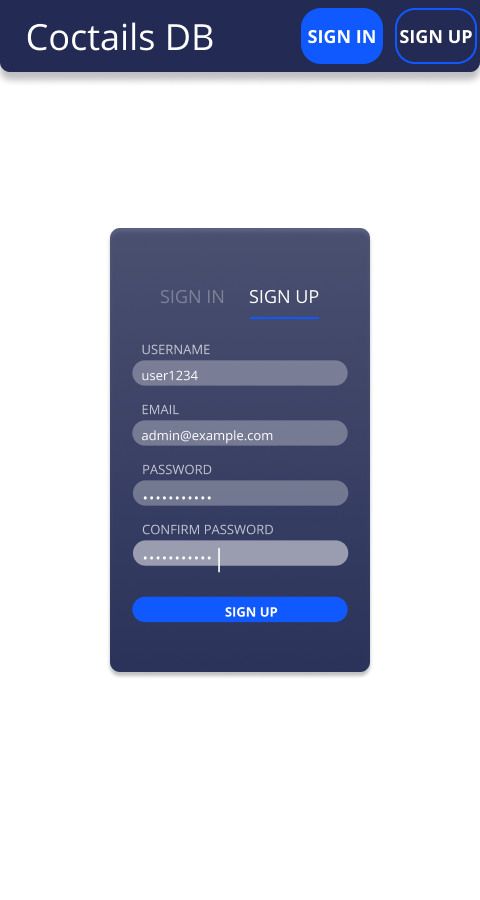 Coctails DB SIGN IN SIGN UP
SIGN IN SIGN UP
USERNAME
user1234
EMAIL
admin@example.com
PASSWORD
•••••••••••
CONFIRM PASSWORD
•••••••••••
SIGN UP